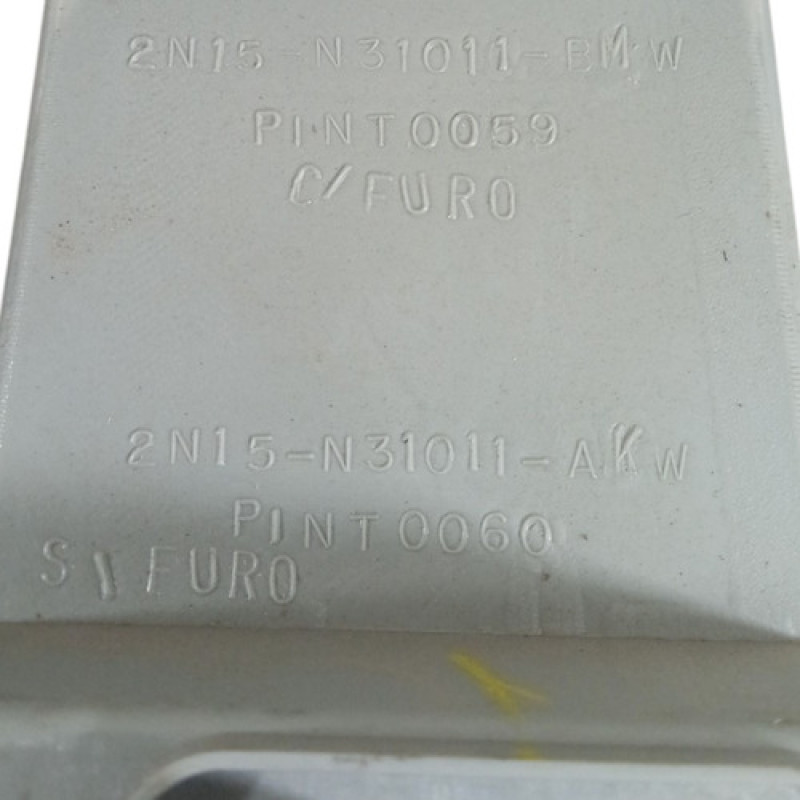 2N15-N31011-BMW
PINT0059
C/FURO
2N15-N31011-AKW
PINT0060
S\FURO